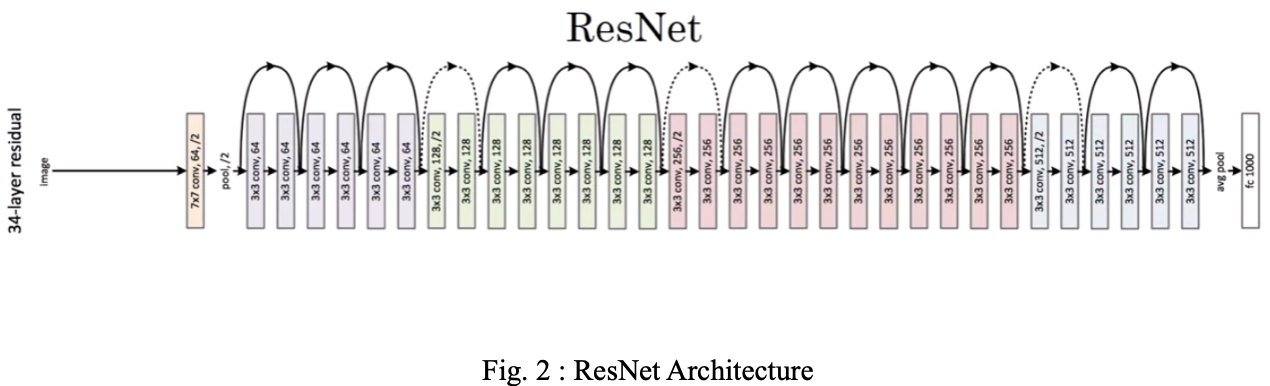 ResNet
34-layer residual
image
7x7 conv, 64, /2
pool, /2
3x3 conv, 64
3x3 conv, 64
3x3 conv, 64
3x3 conv, 64
3x3 conv, 64
3x3 conv, 64
3x3 conv, 128, /2
3x3 conv, 128
3x3 conv, 128
3x3 conv, 128
3x3 conv, 128
3x3 conv, 128
3x3 conv, 128
3x3 conv, 128
3x3 conv, 256, /2
3x3 conv, 256
3x3 conv, 256
3x3 conv, 256
3x3 conv, 256
3x3 conv, 256
3x3 conv, 256
3x3 conv, 256
3x3 conv, 256
3x3 conv, 256
3x3 conv, 256
3x3 conv, 256
3x3 conv, 512, /2
3x3 conv, 512
3x3 conv, 512
3x3 conv, 512
3x3 conv, 512
3x3 conv, 512
avg pool
fc 1000
Fig. 2 : ResNet Architecture